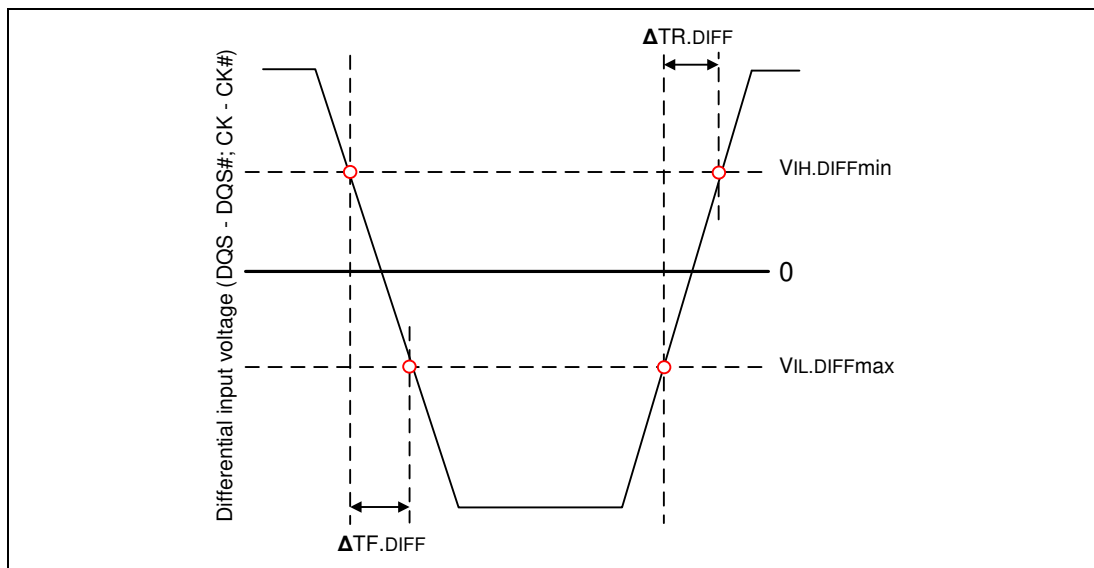 Differential input voltage (DQS - DQS#; CK - CK#)
ΔTR.DIFF
VIH.DIFFmin
0
VIL.DIFFmax
ΔTF.DIFF